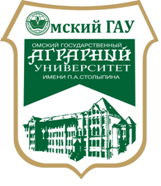 Омский ГАУ
ОМСКИЙ ГОСУДАРСТВЕННЫЙ
АГРАРНЫЙ
УНИВЕРСИТЕТ
ИМЕНИ П.А.СТОЛЫПИНА